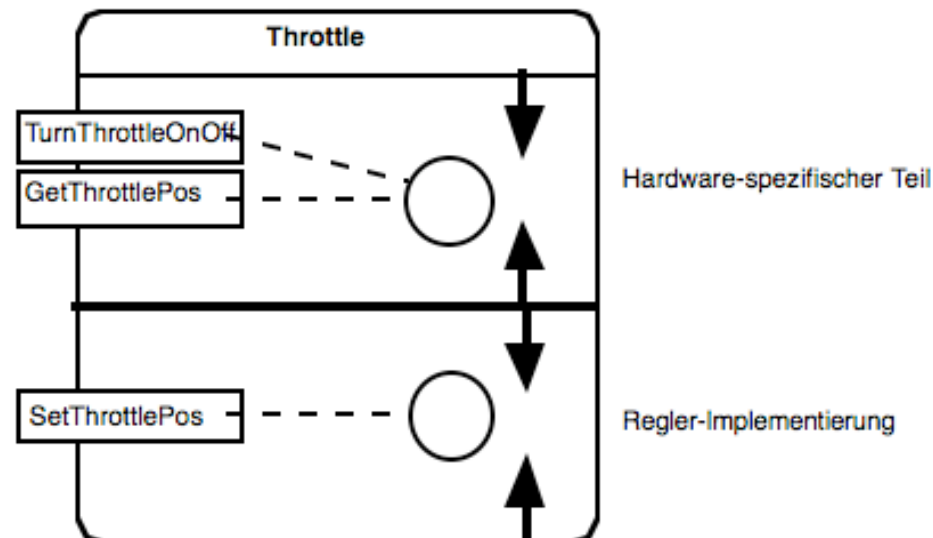 Throttle
TurnThrottleOnOff
GetThrottlePos
Hardware-spezifischer Teil
SetThrottlePos
Regler-Implementierung